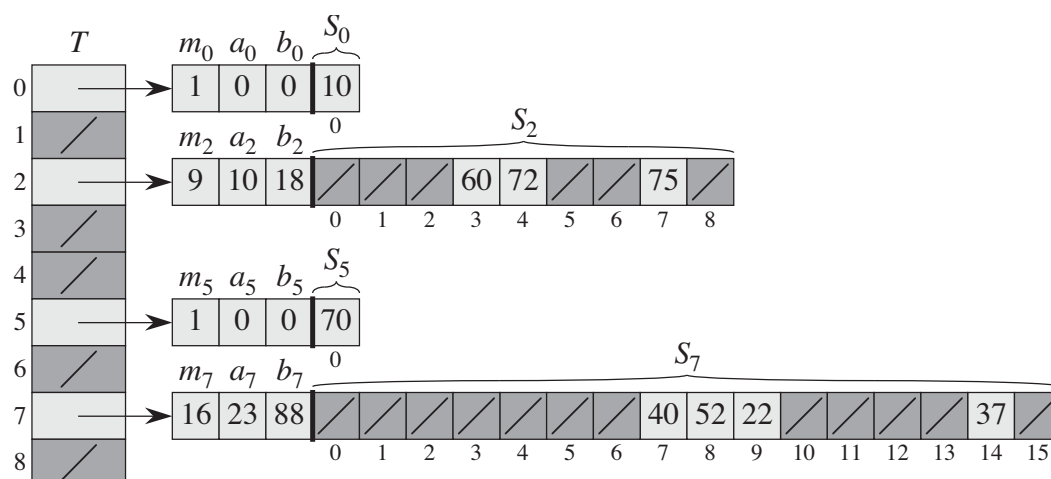 T m₀ a₀ b₀ S₀
0 1 0 0 10
0
1 m₂ a₂ b₂ S₂
2 9 10 18 60 72 75
0 1 2 3 4 5 6 7 8
3
4 m₅ a₅ b₅ S₅
5 1 0 0 70
0
6 m₇ a₇ b₇ S₇
7 16 23 88 40 52 22 37
0 1 2 3 4 5 6 7 8 9 10 11 12 13 14 15
8